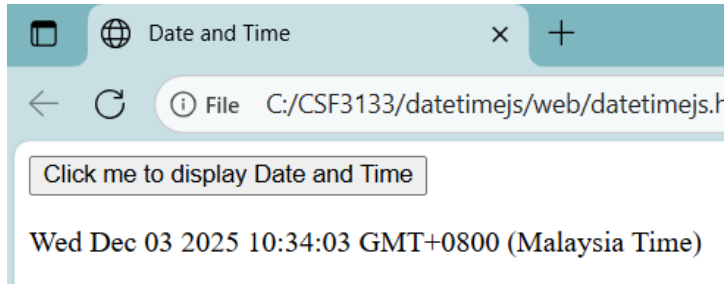 Date and Time
File C:/CSF3133/datetimejs/web/datetimejs.h
Click me to display Date and Time
Wed Dec 03 2025 10:34:03 GMT+0800 (Malaysia Time)